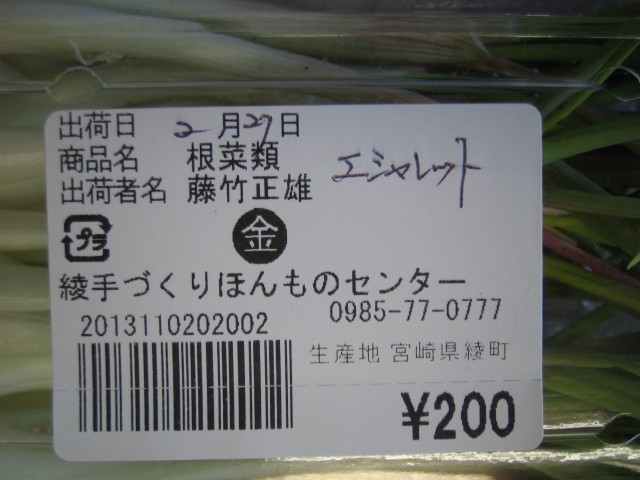 出荷日 2月27日
商品名 根菜類 エシャレット
出荷者名 藤竹正雄
プラ 金
綾手づくりほんものセンター
0985-77-0777
2013110202002
生産地 宮崎県綾町
¥200